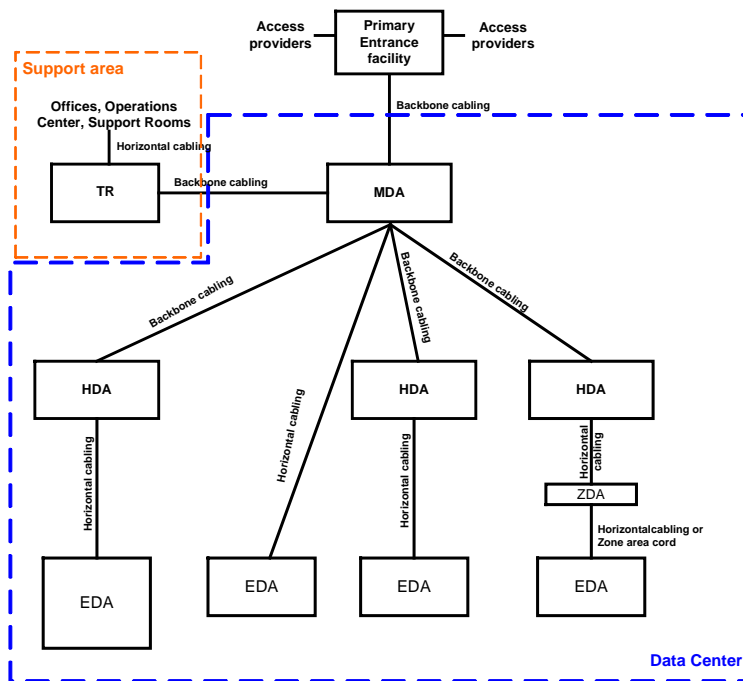 Access
providers
Primary
Entrance
facility
Access
providers
Support area
Backbone cabling
Offices, Operations
Center, Support Rooms
Horizontal cabling
TR
Backbone cabling
MDA
Backbone cabling
Horizontal cabling
Backbone cabling
Backbone cabling
HDA
HDA
HDA
Horizontal cabling
Horizontal cabling
Horizontal
cabling
ZDA
Horizontalcabling or
Zone area cord
EDA
EDA
EDA
EDA
Data Center